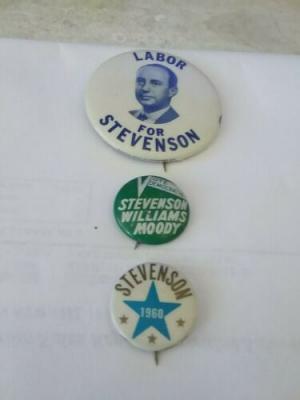 LABOR
FOR
STEVENSON
STEVENSON
WILLIAMS
MOODY
STEVENSON
1960